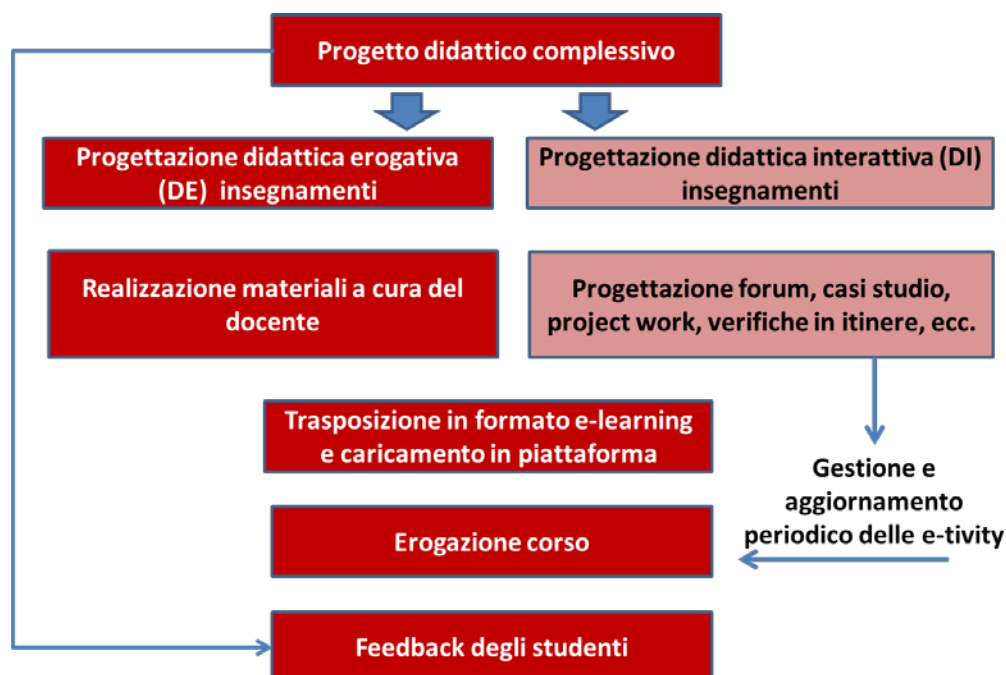 Progetto didattico complessivo
Progettazione didattica erogativa
(DE) insegnamenti
Progettazione didattica interattiva (DI)
insegnamenti
Realizzazione materiali a cura del
docente
Progettazione forum, casi studio,
project work, verifiche in itinere, ecc.
Trasposizione in formato e-learning
e caricamento in piattaforma
Gestione e
aggiornamento
periodico delle e-tivity
Erogazione corso
Feedback degli studenti